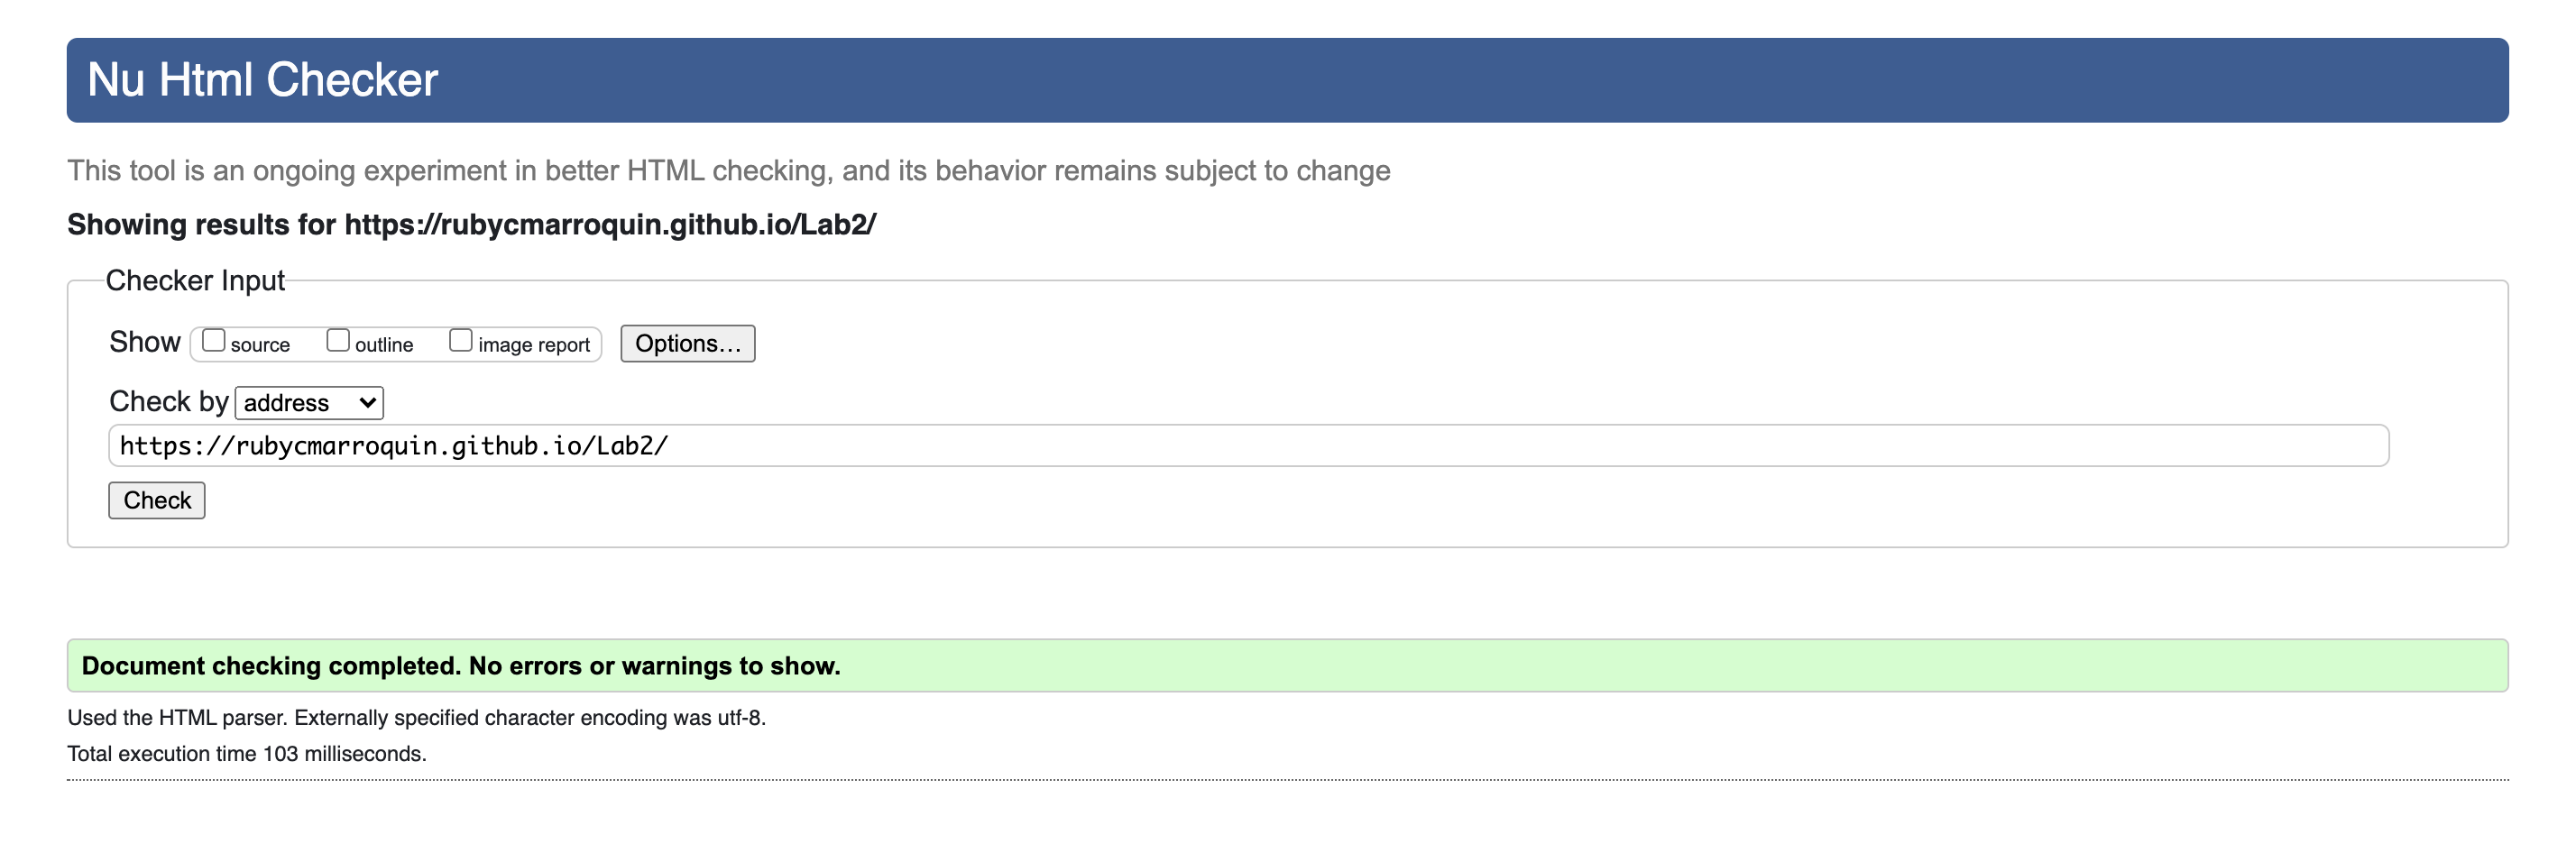 Nu Html Checker
This tool is an ongoing experiment in better HTML checking, and its behavior remains subject to change
Showing results for https://rubycmarroquin.github.io/Lab2/
Checker Input
Show source outline image report Options...
Check by address
https://rubycmarroquin.github.io/Lab2/
Check
Document checking completed. No errors or warnings to show.
Used the HTML parser. Externally specified character encoding was utf-8.
Total execution time 103 milliseconds.